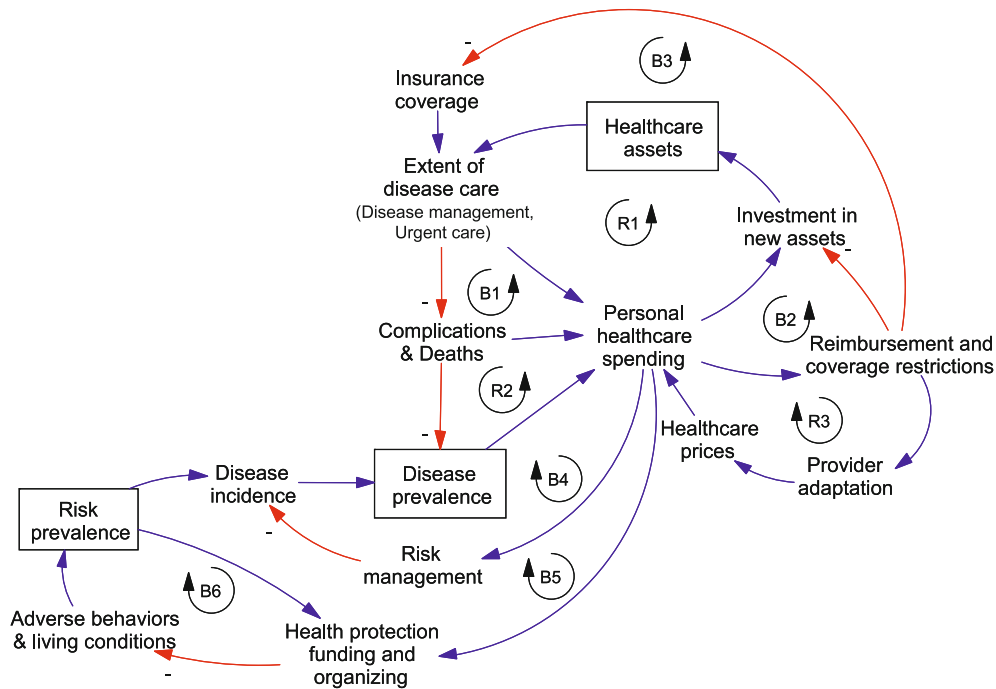 -
B3
Insurance
coverage
Healthcare
assets
Extent of
disease care
(Disease management,
Urgent care)
R1
Investment in
new assets
-
B1
-
Complications
& Deaths
Personal
healthcare
spending
B2
Reimbursement and
coverage restrictions
R2
-
R3
Healthcare
prices
Provider
adaptation
Disease
incidence
Disease
prevalence
B4
Risk
prevalence
-
Risk
management
B5
B6
Adverse behaviors
& living conditions
-
Health protection
funding and
organizing